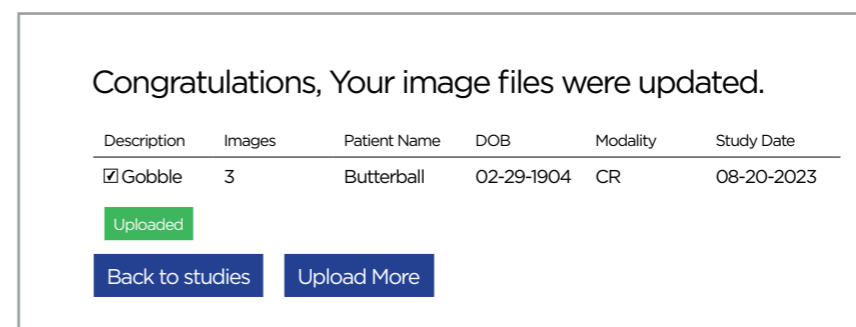 Congratulations, Your image files were updated.
Description Images Patient Name DOB Modality Study Date
Gobble 3 Butterball 02-29-1904 CR 08-20-2023
Uploaded
Back to studies Upload More